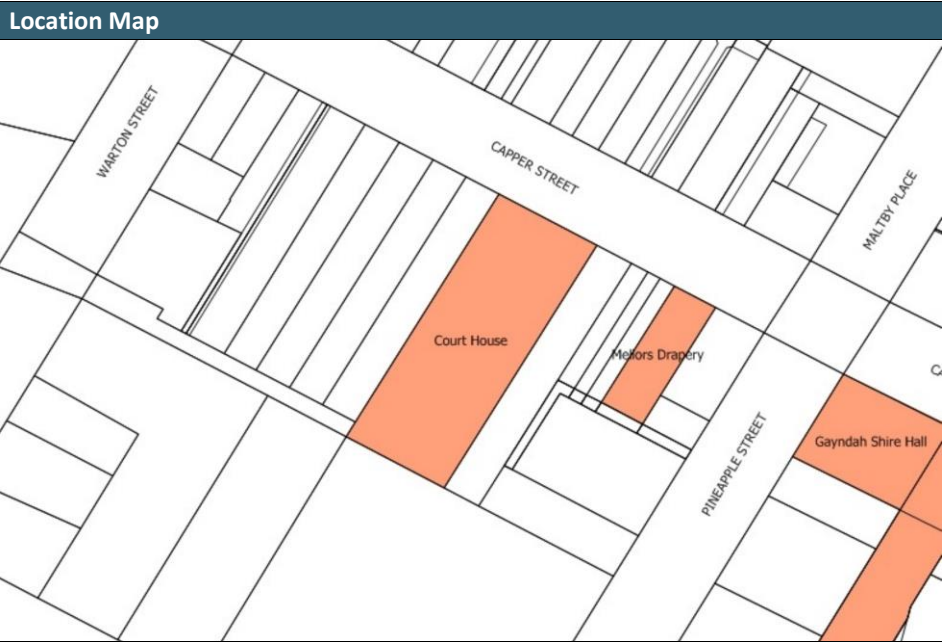 Location Map
WARTON STREET
CAPPER STREET
MALTBY PLACE
Court House
Mellors Drapery
Gayndah Shire Hall
PINEAPPLE STREET